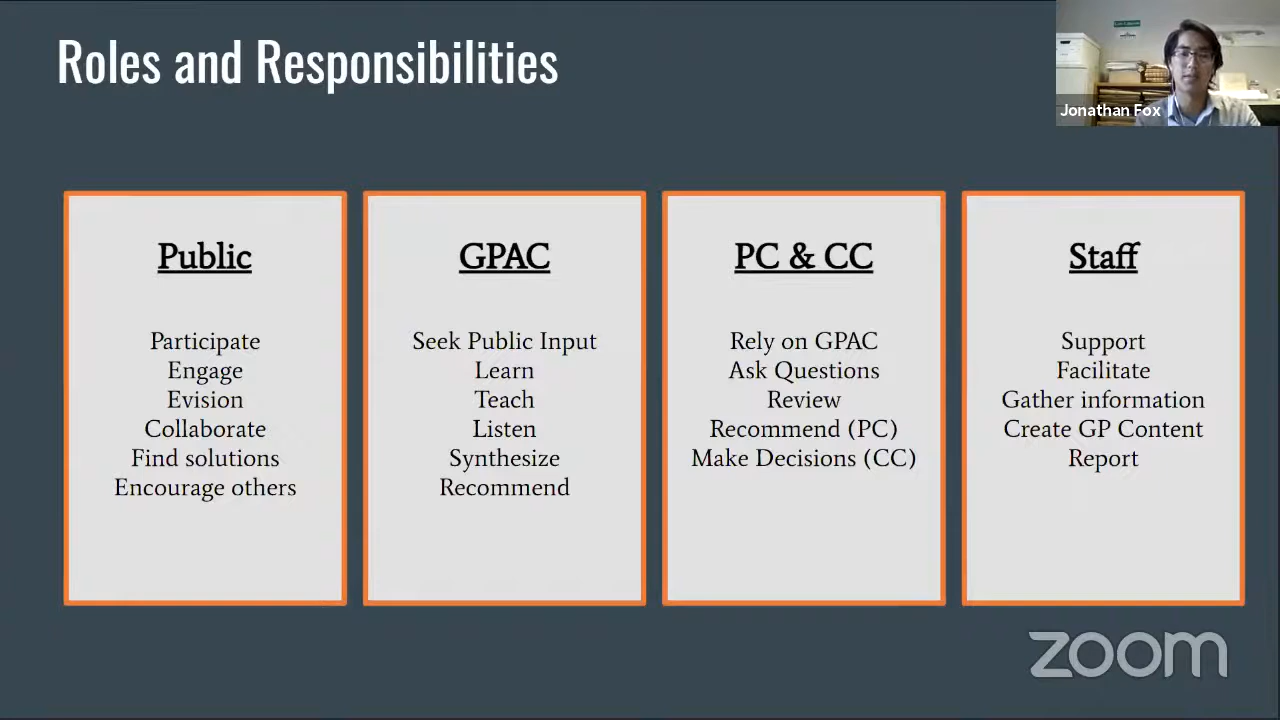 Roles and Responsibilities
Jonathan Fox
Public
Participate
Engage
Evision
Collaborate
Find solutions
Encourage others
GPAC
Seek Public Input
Learn
Teach
Listen
Synthesize
Recommend
PC & CC
Rely on GPAC
Ask Questions
Review
Recommend (PC)
Make Decisions (CC)
Staff
Support
Facilitate
Gather information
Create GP Content
Report
zoom